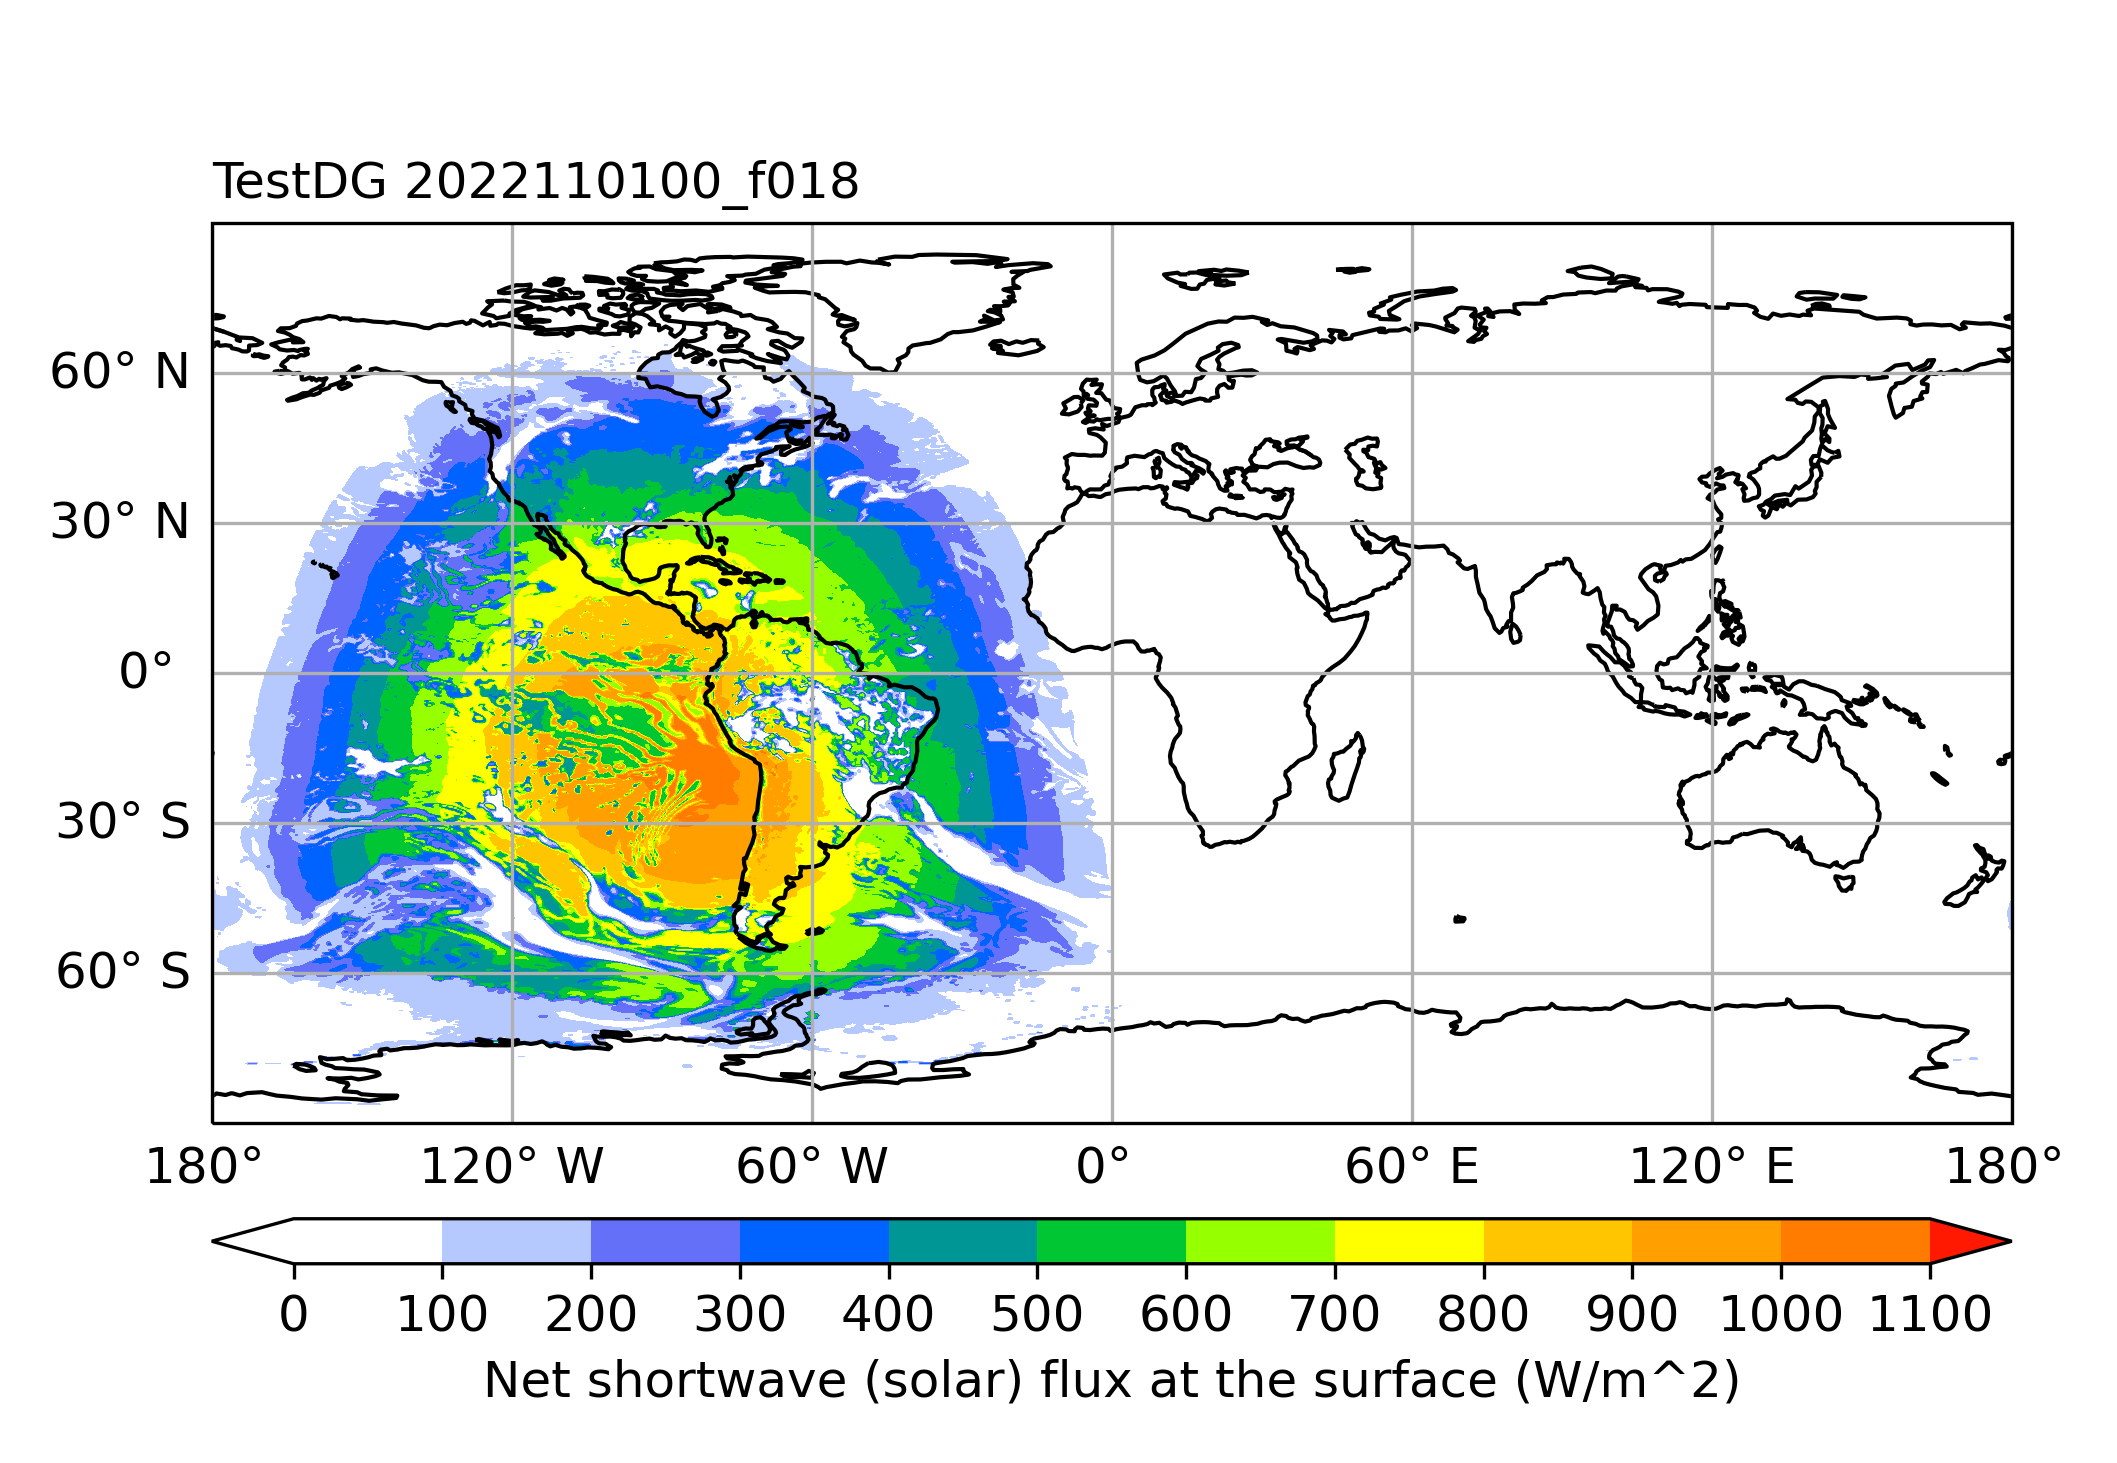 TestDG 2022110100_f018
60° N
30° N
0°
30° S
60° S
180° 120° W 60° W 0° 60° E 120° E 180°
0 100 200 300 400 500 600 700 800 900 1000 1100
Net shortwave (solar) flux at the surface (W/m^2)